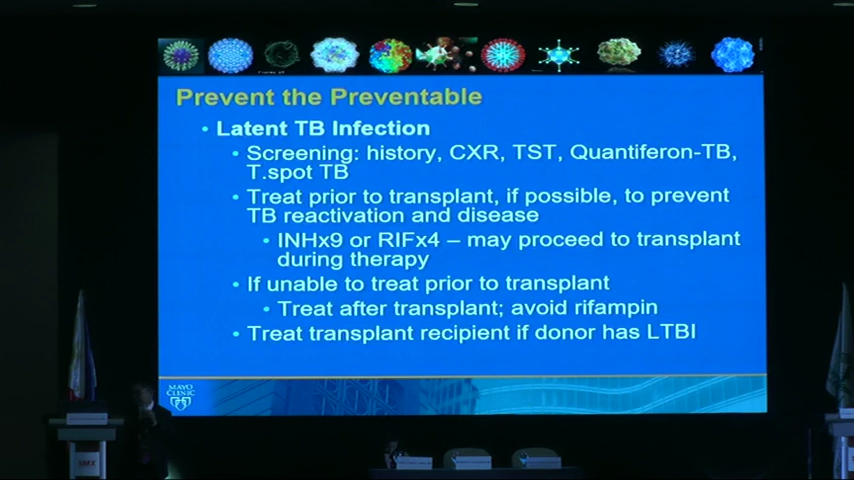 Prevent the Preventable
• Latent TB Infection
• Screening: history, CXR, TST, Quantiferon-TB,
T.spot TB
• Treat prior to transplant, if possible, to prevent
TB reactivation and disease
• INHx9 or RIFx4 – may proceed to transplant
during therapy
• If unable to treat prior to transplant
• Treat after transplant; avoid rifampin
• Treat transplant recipient if donor has LTBI
MAYO
CLINIC
SMX